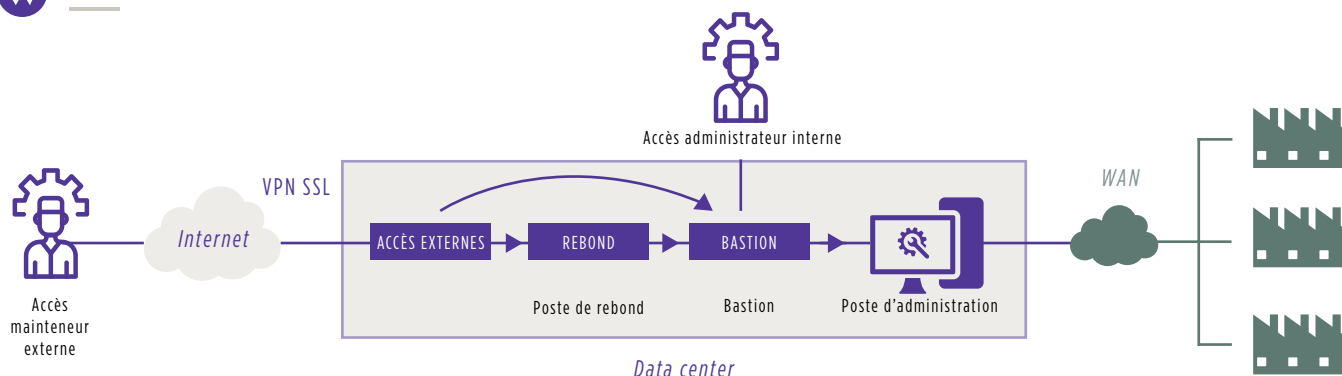 Accès administrateur interne
VPN SSL
WAN
Internet
ACCÈS EXTERNES
REBOND
BASTION
Accès
mainteneur
externe
Poste de rebond
Bastion
Poste d'administration
Data center